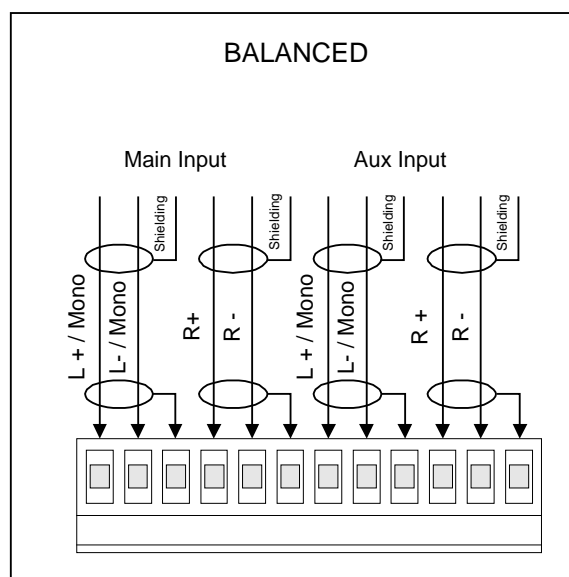 BALANCED
Main Input
Aux Input
Shielding
Shielding
Shielding
Shielding
L + / Mono
L- / Mono
R+
R -
L + / Mono
L- / Mono
R +
R -